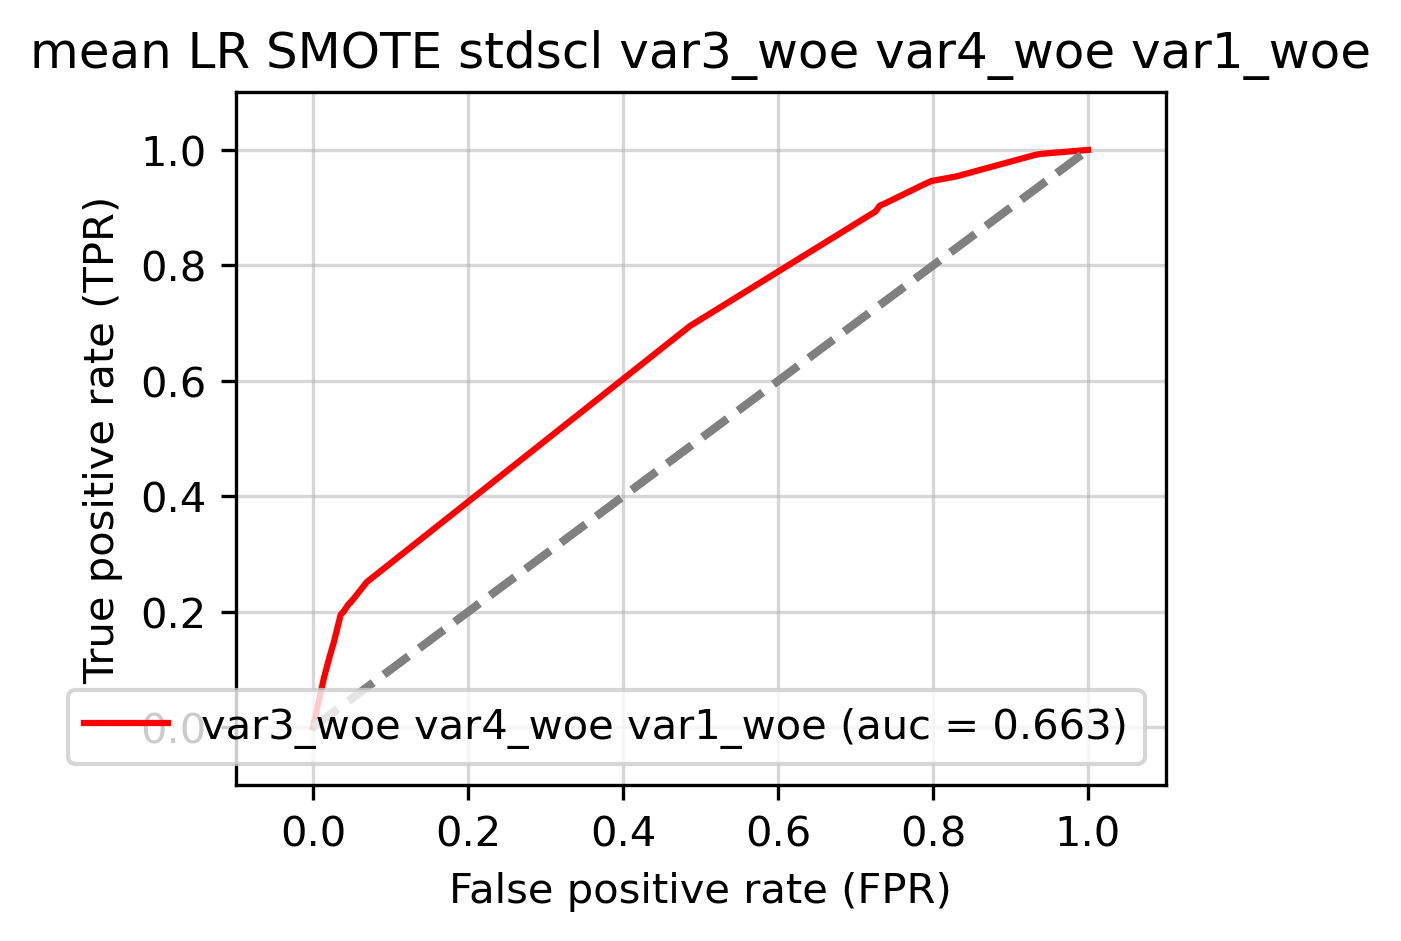 mean LR SMOTE stdscl var3_woe var4_woe var1_woe
True positive rate (TPR)
1.0
0.8
0.6
0.4
0.2
0.0
var3_woe var4_woe var1_woe (auc = 0.663)
0.0 0.2 0.4 0.6 0.8 1.0
False positive rate (FPR)